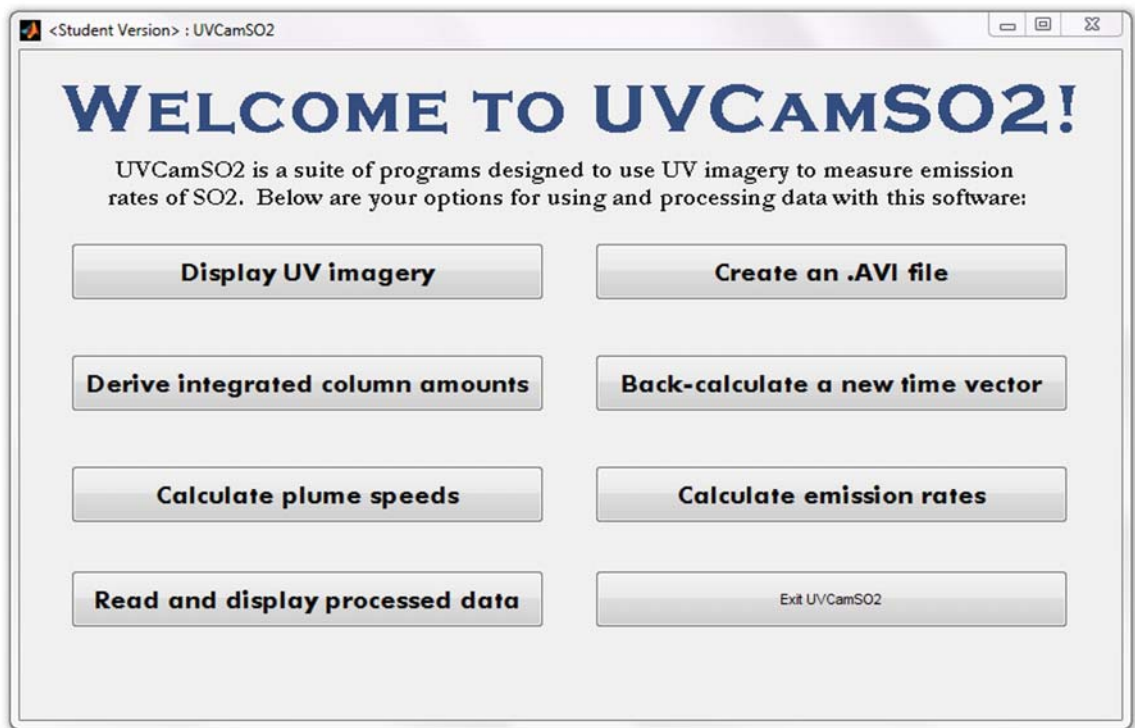 <Student Version> : UVCamSO2
WELCOME TO UVCAMSO2!
UVCamSO2 is a suite of programs designed to use UV imagery to measure emission
rates of SO2. Below are your options for using and processing data with this software:
Display UV imagery
Create an .AVI file
Derive integrated column amounts
Back-calculate a new time vector
Calculate plume speeds
Calculate emission rates
Read and display processed data
Exit UVCamSO2